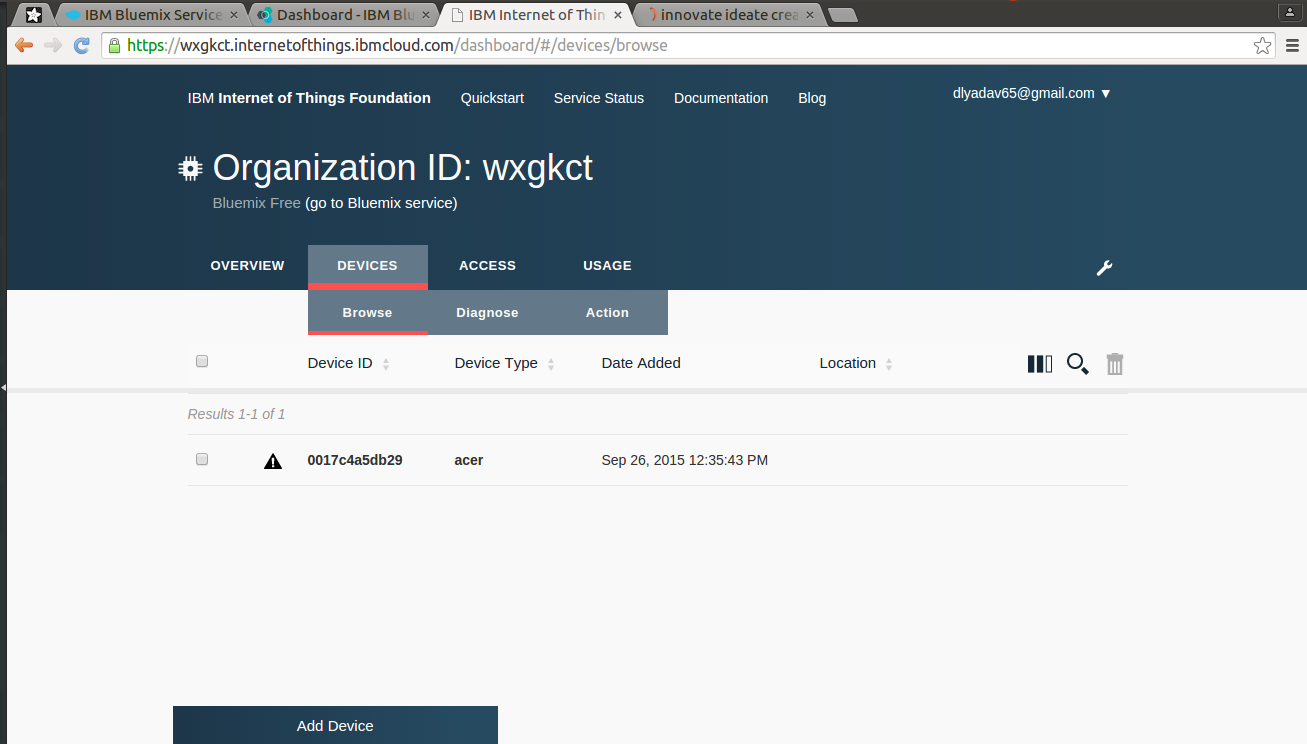 IBM Bluemix Service
Dashboard - IBM Blu
IBM Internet of Thin
innovate ideate crea
https://wxgkct.internetofthings.ibmcloud.com/dashboard/#/devices/browse
IBM Internet of Things Foundation Quickstart Service Status Documentation Blog dlyadav65@gmail.com ▼
Organization ID: wxgkct
Bluemix Free (go to Bluemix service)
OVERVIEW DEVICES ACCESS USAGE
Browse Diagnose Action
Device ID Device Type Date Added Location
Results 1-1 of 1
0017c4a5db29 acer Sep 26, 2015 12:35:43 PM
Add Device